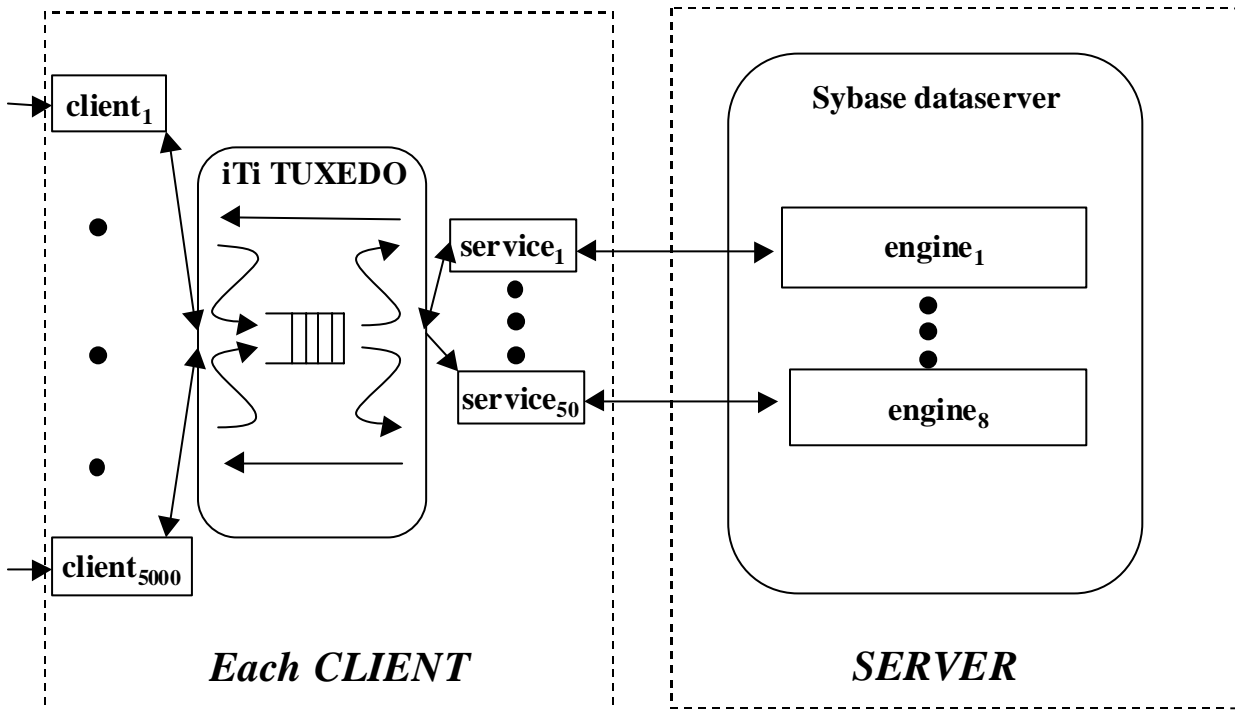 client1
iTi TUXEDO
service1
service50
client5000
Each CLIENT
Sybase dataserver
engine1
engine8
SERVER